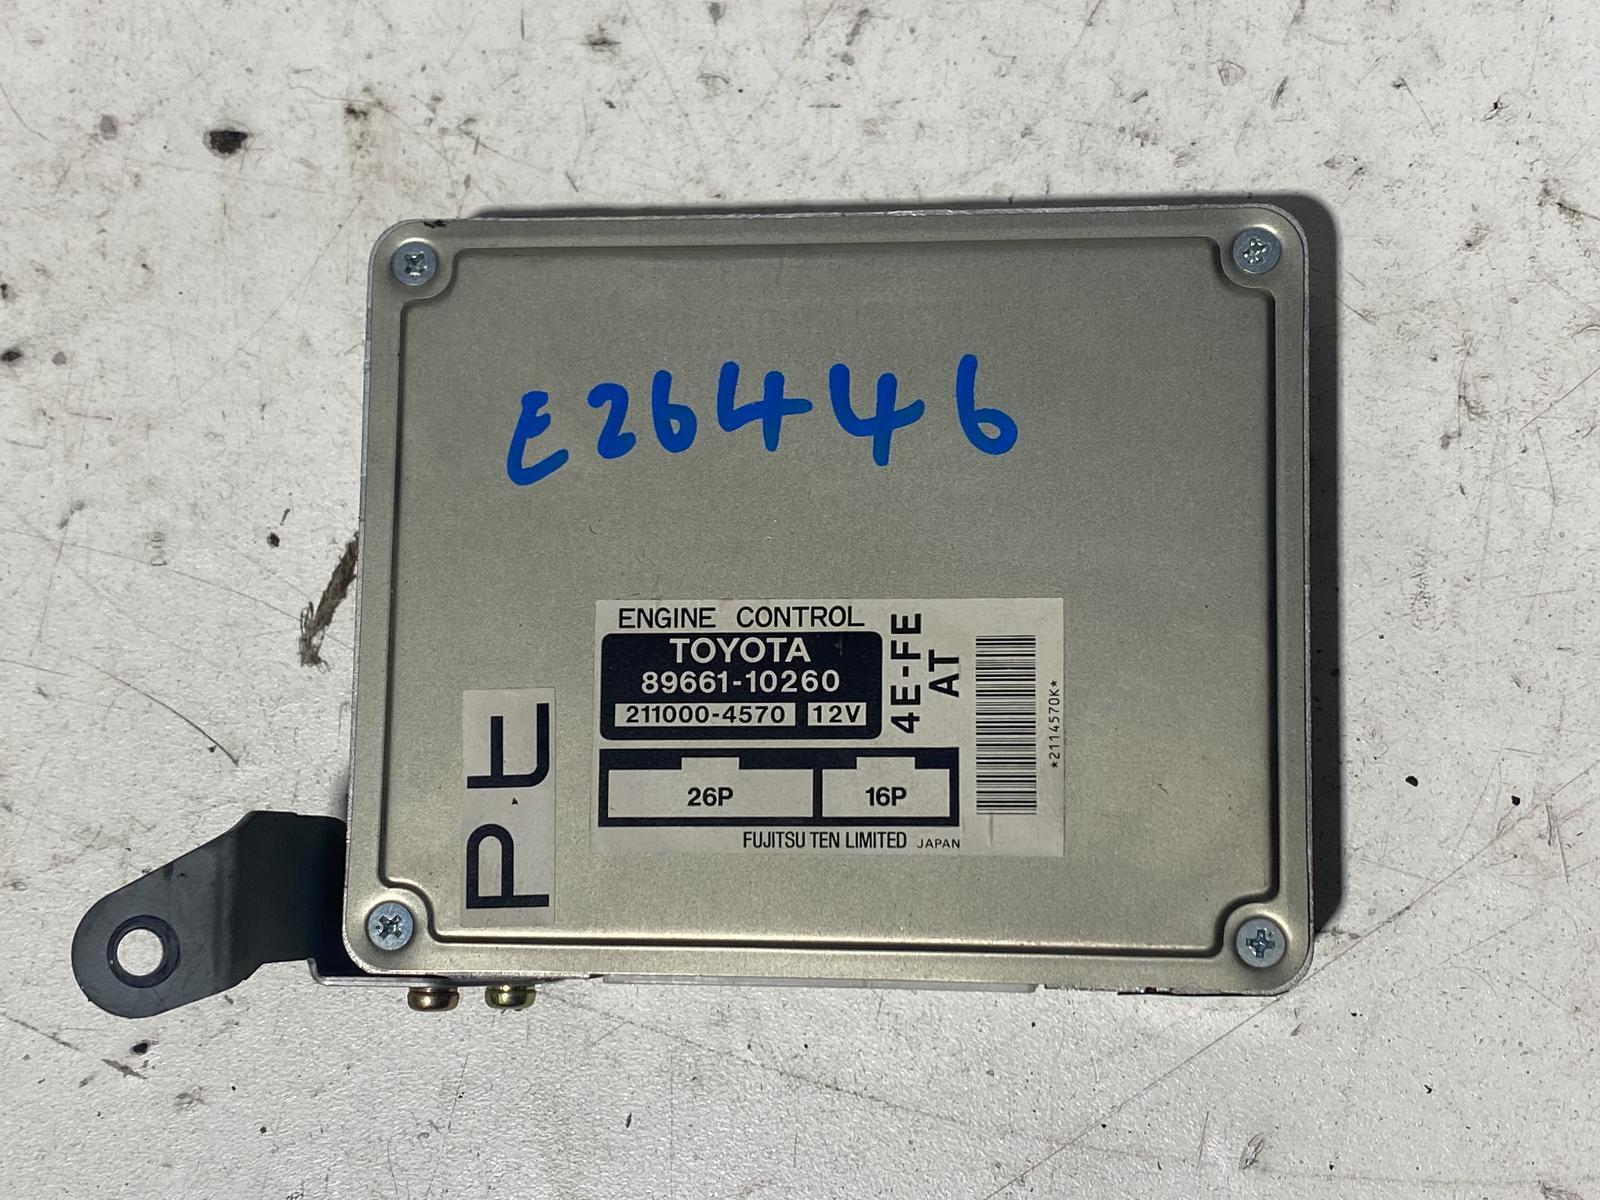 E26446
ENGINE CONTROL
TOYOTA
89661-10260
211000-4570 12V
4E-FE
AT
26P 16P
FUJITSU TEN LIMITED JAPAN
*2114570K*